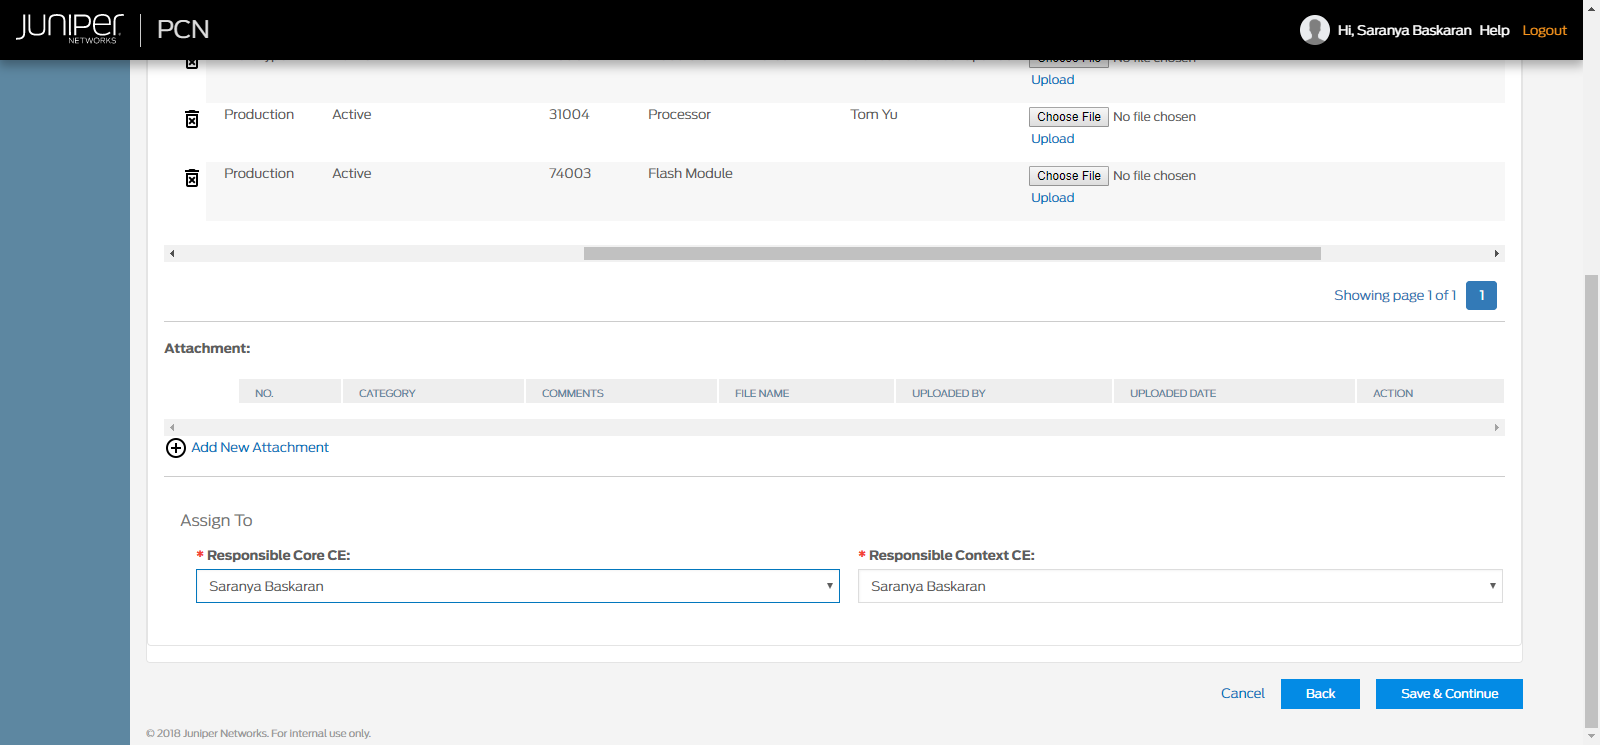 JUNIPER NETWORKS PCN Hi, Saranya Baskaran Help Logout
Upload
Production Active 31004 Processor Tom Yu Choose File No file chosen
Upload
Production Active 74003 Flash Module Choose File No file chosen
Upload
Showing page 1 of 1 1
Attachment:
NO. CATEGORY COMMENTS FILE NAME UPLOADED BY UPLOADED DATE ACTION
Add New Attachment
Assign To
* Responsible Core CE: * Responsible Context CE:
Saranya Baskaran Saranya Baskaran
Cancel Back Save & Continue
© 2018 Juniper Networks. For internal use only.